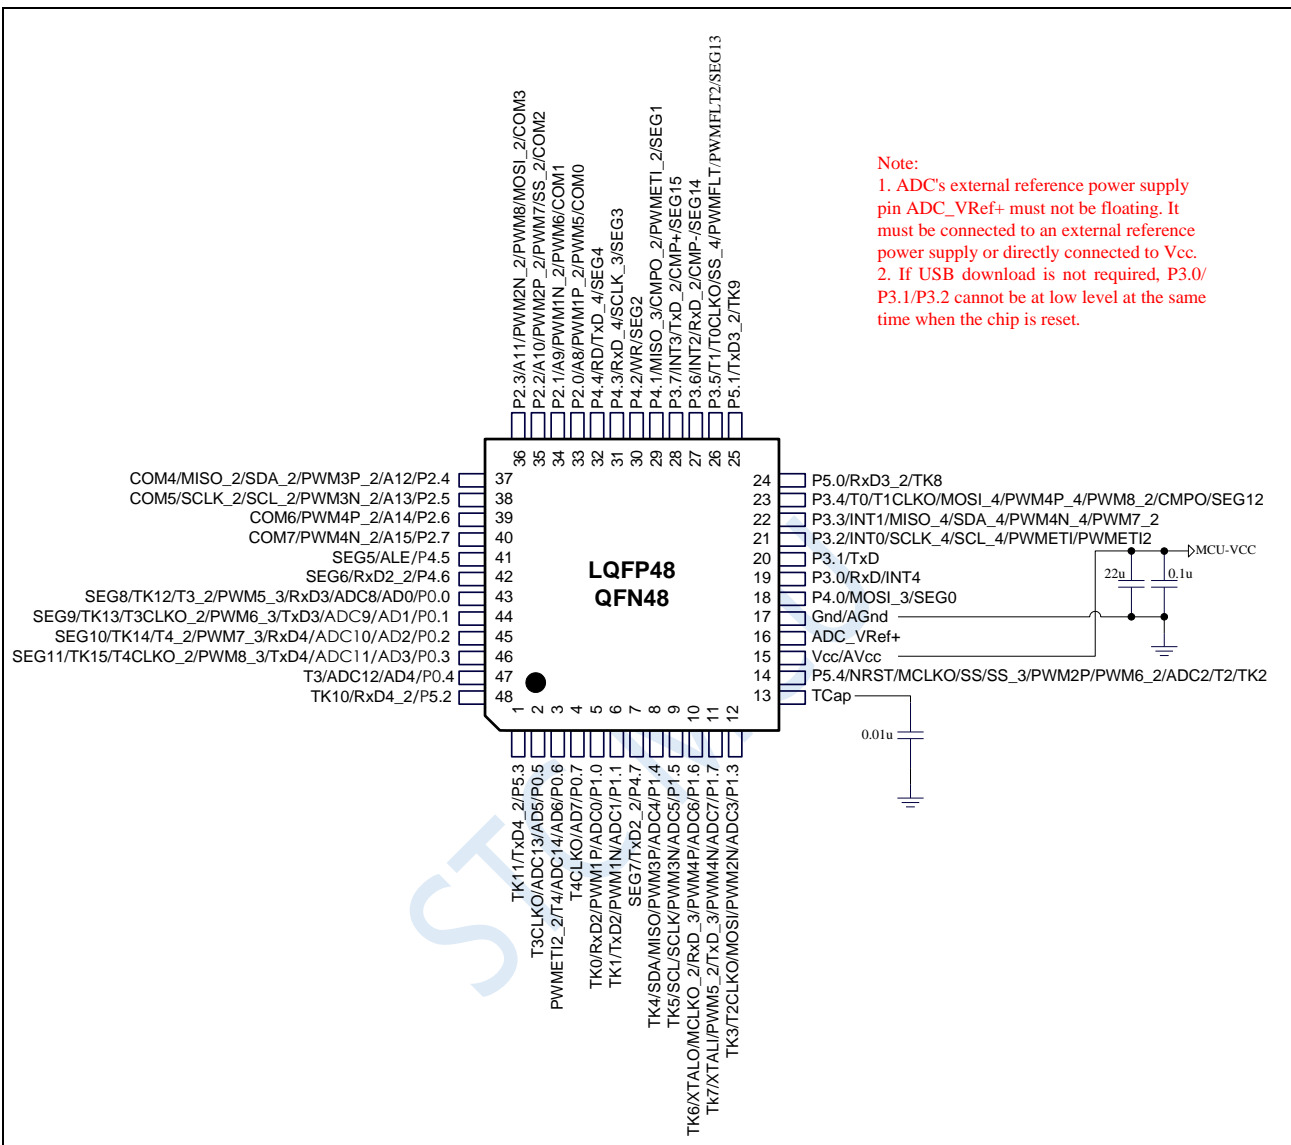 P2.3/A11/PWM2N_2/PWM8/MOSI_2/COM3
P2.2/A10/PWM2P_2/PWM7/SS_2/COM2
P2.1/A9/PWM1N_2/PWM6/COM1
P2.0/A8/PWM1P_2/PWM5/COM0
P4.4/RD/TxD_4/SEG4
P4.3/RxD_4/SCLK_3/SEG3
P4.2/WR/SEG2
P4.1/MISO_3/CMPO_2/PWMETI_2/SEG1
P3.7/INT3/TxD_2/CMP+/SEG15
P3.6/INT2/RxD_2/CMP-/SEG14
P3.5/T1/T0CLKO/SS_4/PWMFLT/PWMFLT2/SEG13
P5.1/TxD3_2/TK9
Note:
1. ADC's external reference power supply
pin ADC_VRef+ must not be floating. It
must be connected to an external reference
power supply or directly connected to Vcc.
2. If USB download is not required, P3.0/
P3.1/P3.2 cannot be at low level at the same
time when the chip is reset.
36 35 34 33 32 31 30 29 28 27 26 25
COM4/MISO_2/SDA_2/PWM3P_2/A12/P2.4 37
COM5/SCLK_2/SCL_2/PWM3N_2/A13/P2.5 38
COM6/PWM4P_2/A14/P2.6 39
COM7/PWM4N_2/A15/P2.7 40
SEG5/ALE/P4.5 41
SEG6/RxD2_2/P4.6 42
SEG8/TK12/T3_2/PWM5_3/RxD3/ADC8/AD0/P0.0 43
SEG9/TK13/T3CLKO_2/PWM6_3/TxD3/ADC9/AD1/P0.1 44
SEG10/TK14/T4_2/PWM7_3/RxD4/ADC10/AD2/P0.2 45
SEG11/TK15/T4CLKO_2/PWM8_3/TxD4/ADC11/AD3/P0.3 46
T3/ADC12/AD4/P0.4 47
TK10/RxD4_2/P5.2 48
LQFP48
QFN48
24 P5.0/RxD3_2/TK8
23 P3.4/T0/T1CLKO/MOSI_4/PWM4P_4/PWM8_2/CMPO/SEG12
22 P3.3/INT1/MISO_4/SDA_4/PWM4N_4/PWM7_2
21 P3.2/INT0/SCLK_4/SCL_4/PWMETI/PWMETI2
20 P3.1/TxD
19 P3.0/RxD/INT4
18 P4.0/MOSI_3/SEG0
17 Gnd/AGnd
16 ADC_VRef+
15 Vcc/AVcc
14 P5.4/NRST/MCLKO/SS/SS_3/PWM2P/PWM6_2/ADC2/T2/TK2
13 TCap
MCU-VCC
22u
0.1u
0.01u
1 2 3 4 5 6 7 8 9 10 11 12
TK11/TxD4_2/P5.3
T3CLKO/ADC13/AD5/P0.5
PWMETI2_2/T4/ADC14/AD6/P0.6
T4CLKO/AD7/P0.7
TK0/RxD2/PWM1P/ADC0/P1.0
TK1/TxD2/PWM1N/ADC1/P1.1
SEG7/TxD2_2/P4.7
TK4/SDA/MISO/PWM3P/ADC4/P1.4
TK5/SCL/SCLK/PWM3N/ADC5/P1.5
TK6/XTALO/MCLKO_2/RxD_3/PWM4P/ADC6/P1.6
Tk7/XTALI/PWM5_2/TxD_3/PWM4N/ADC7/P1.7
TK3/T2CLKO/MOSI/PWM2N/ADC3/P1.3